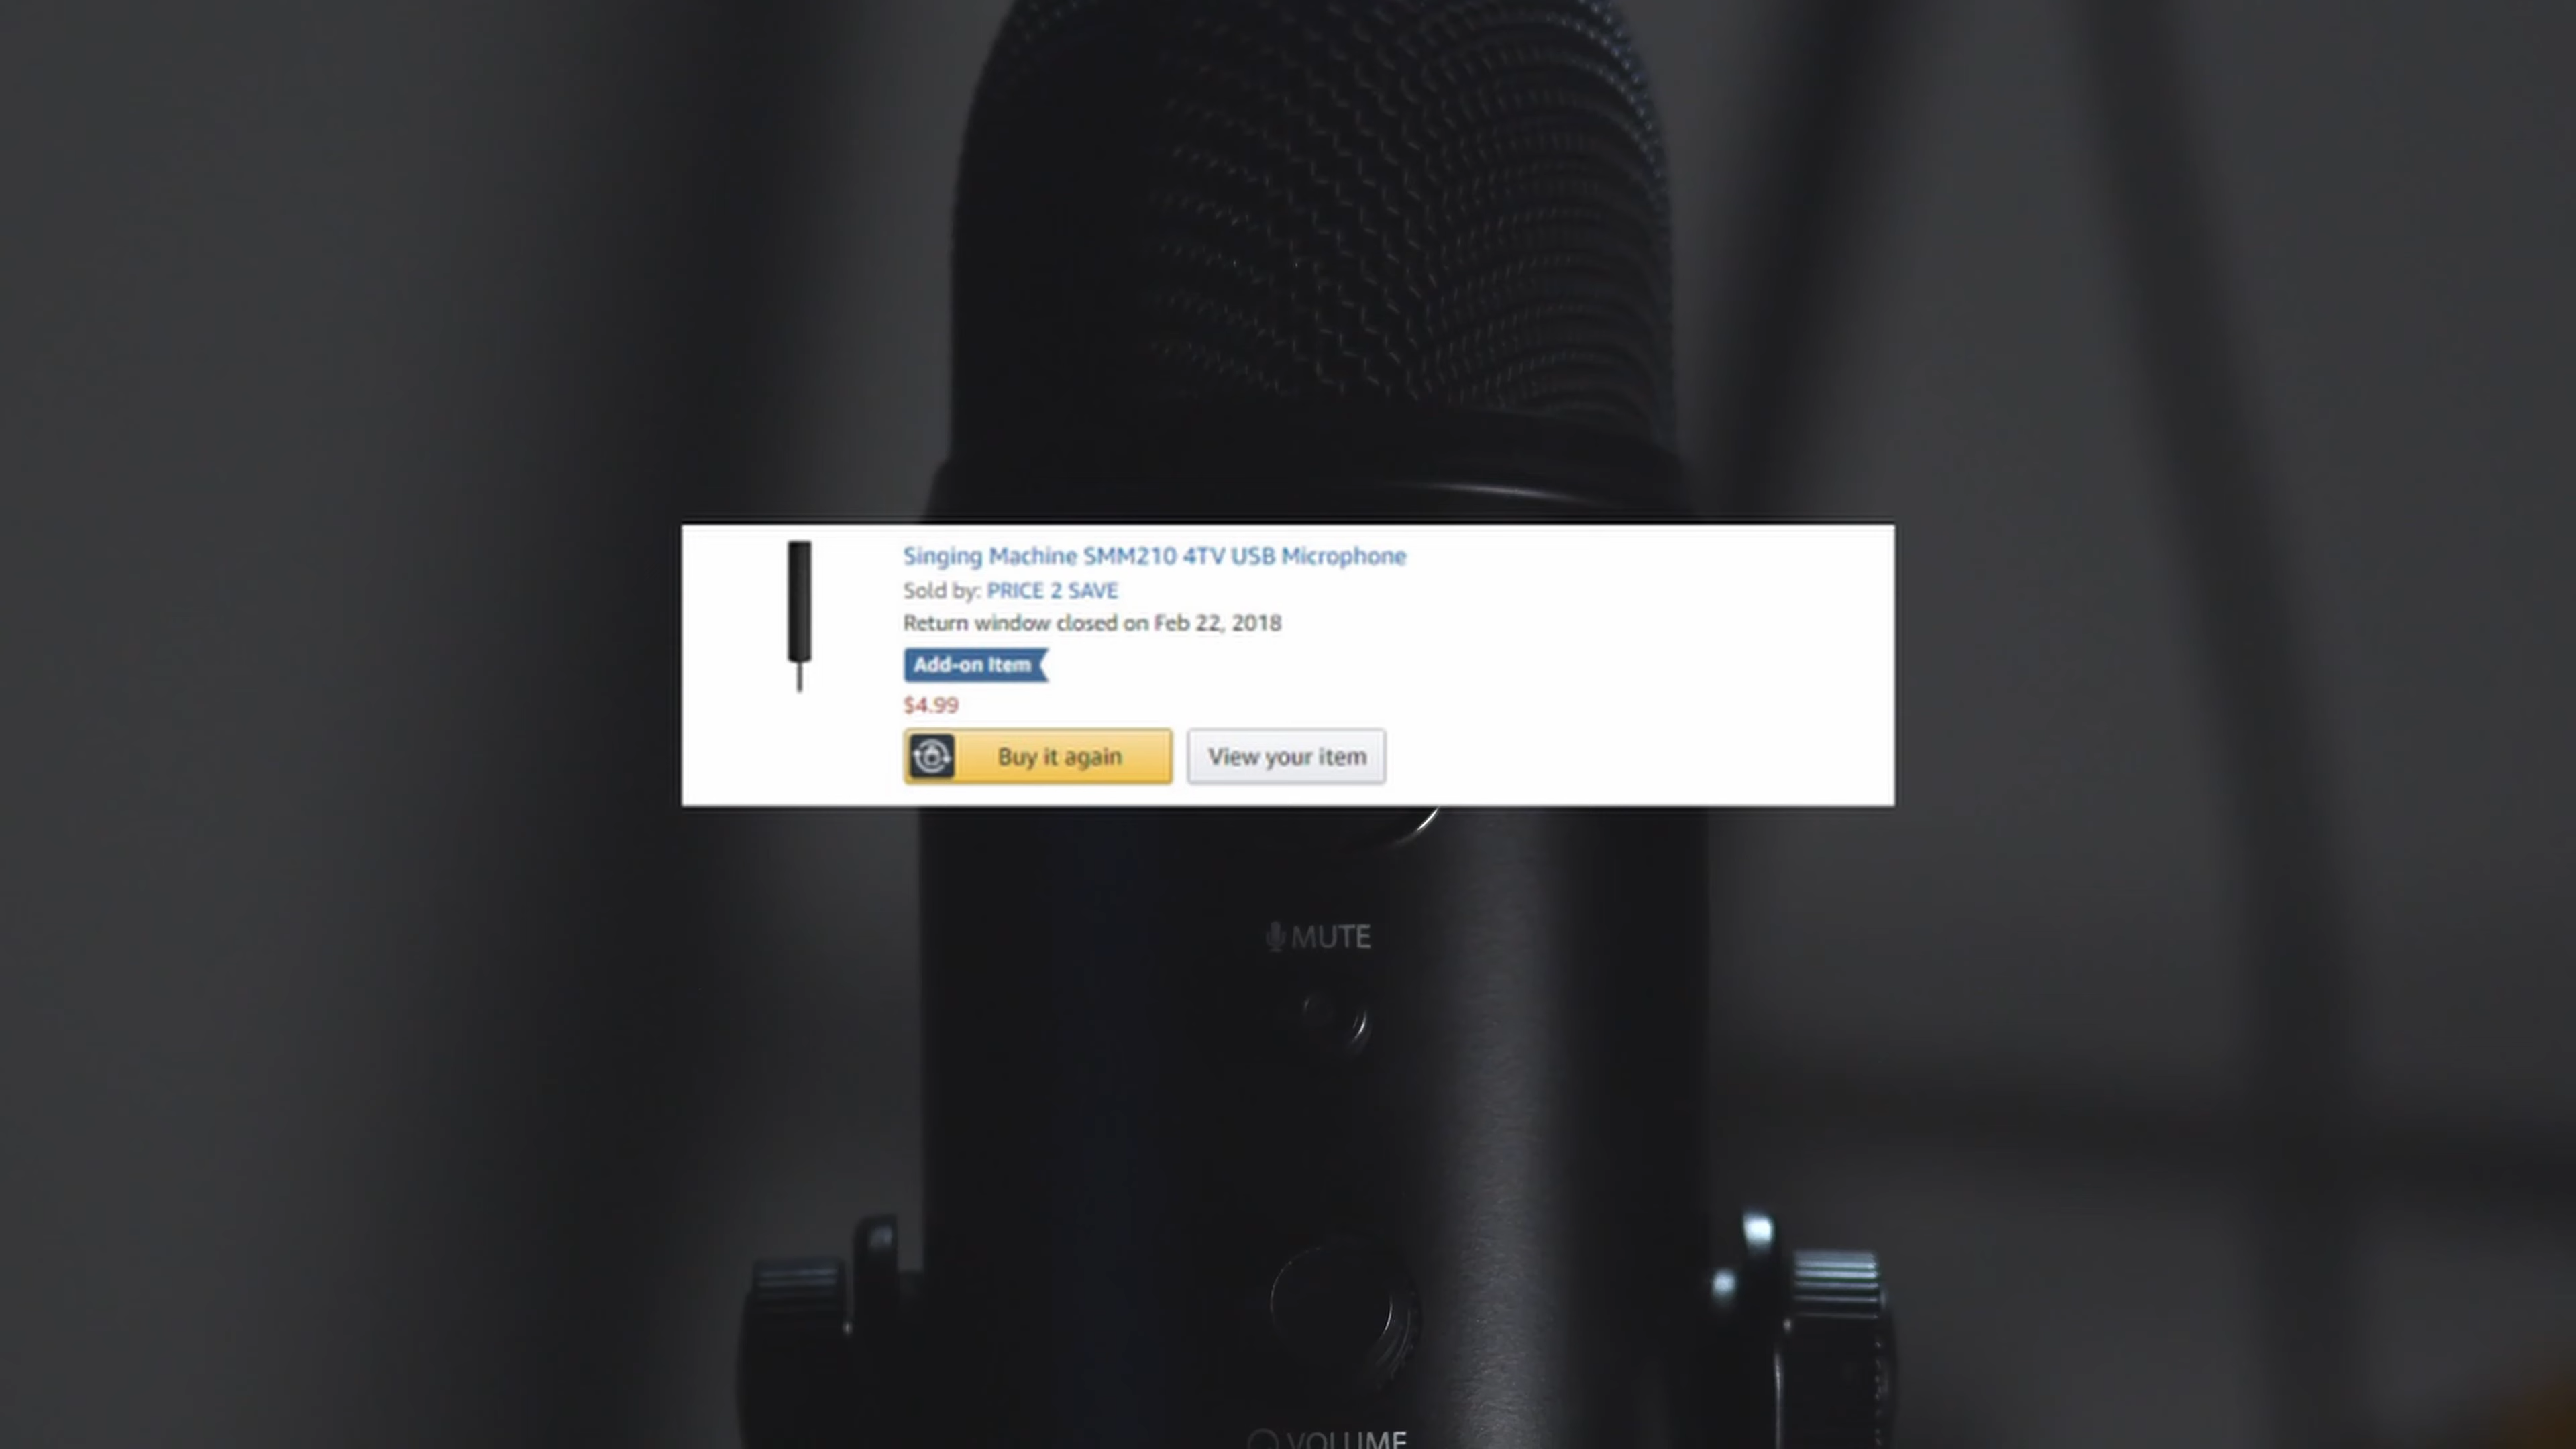 Singing Machine SMM210 4TV USB Microphone
Sold by: PRICE 2 SAVE
Return window closed on Feb 22, 2018
Add-on Item
$4.99
Buy it again
View your item
MUTE
VOLUME